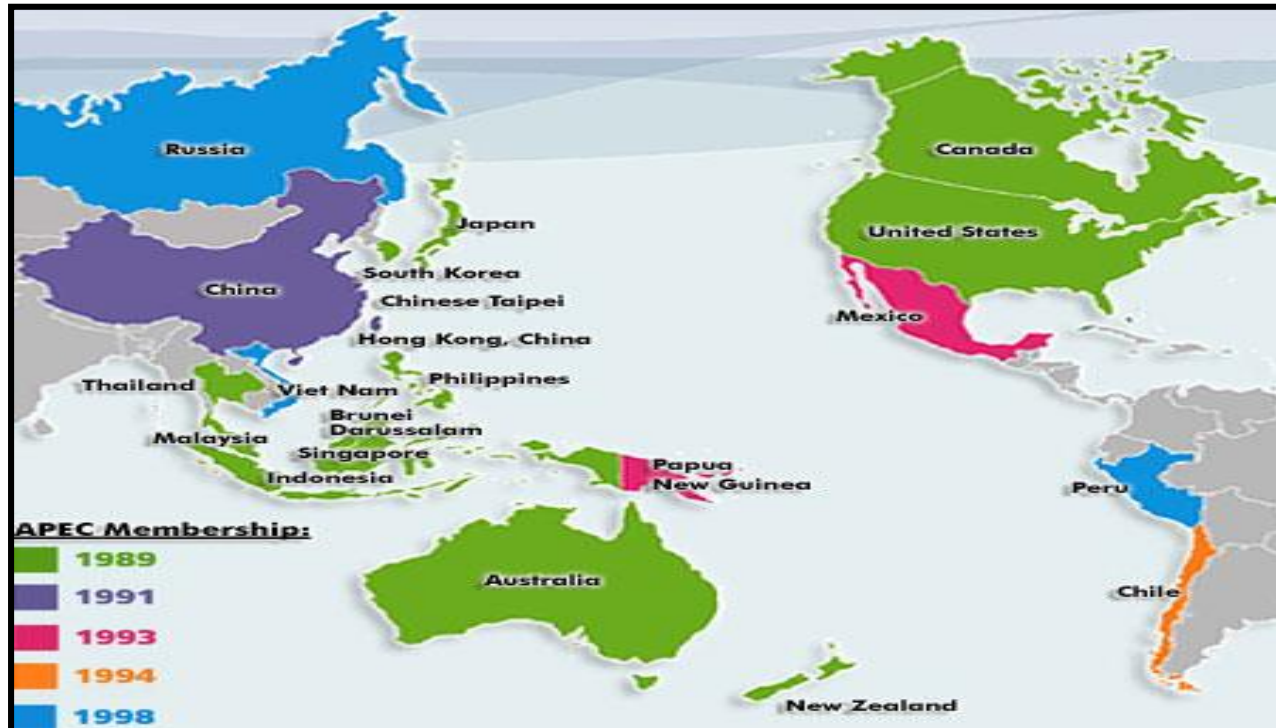 Russia
Canada
Japan
United States
South Korea
China
Chinese Taipei
Mexico
Hong Kong, China
Philippines
Thailand
Viet Nam
Brunei
Darussalam
Malaysia
Singapore
Indonesia
Papua
New Guinea
Peru
APEC Membership:
1989
1991
1993
1994
1998
Australia
Chile
New Zealand